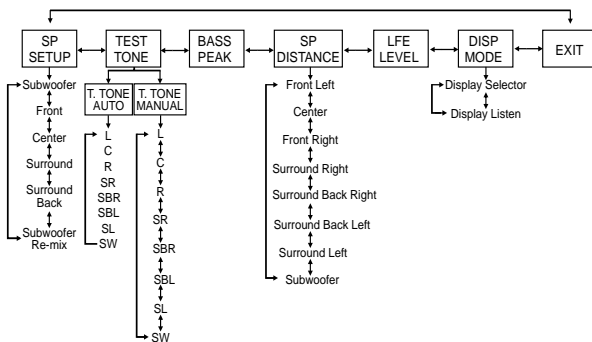 SP
SETUP
TEST
TONE
BASS
PEAK
SP
DISTANCE
LFE
LEVEL
DISP
MODE
EXIT
Subwoofer
Front
Center
Surround
Surround
Back
Subwoofer
Re-mix
T. TONE
AUTO
L
C
R
SR
SBR
SBL
SL
SW
T. TONE
MANUAL
L
C
R
SR
SBR
SBL
SL
SW
Front Left
Center
Front Right
Surround Right
Surround Back Right
Surround Back Left
Surround Left
Subwoofer
Display Selector
Display Listen